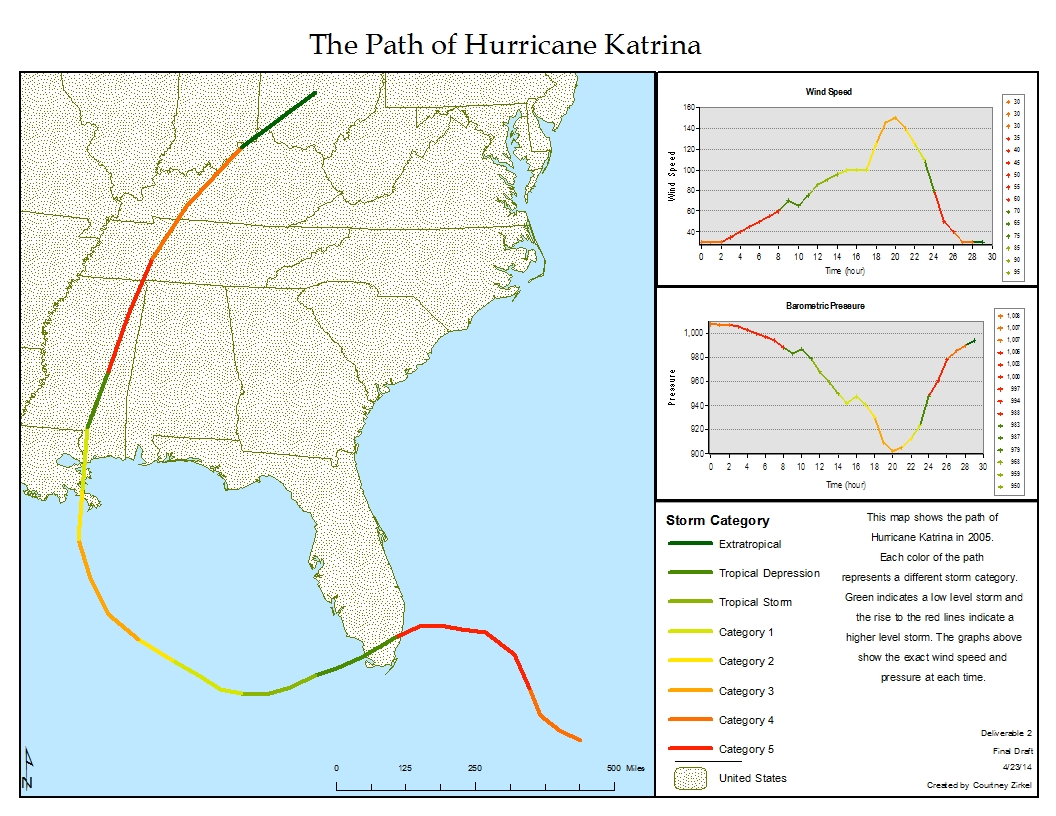 The Path of Hurricane Katrina
Wind Speed
160
140
120
100
80
60
40
Wind Speed
0 2 4 6 8 10 12 14 16 18 20 22 24 26 28 30
Time (hour)
30
30
30
35
40
45
50
55
60
70
65
75
85
90
95
Barometric Pressure
1,000
980
960
940
920
900
Pressure
0 2 4 6 8 10 12 14 16 18 20 22 24 26 28 30
Time (hour)
1,008
1,007
1,007
1,006
1,003
1,000
997
994
988
983
987
979
968
959
950
Storm Category
Extratropical
Tropical Depression
Tropical Storm
Category 1
Category 2
Category 3
Category 4
Category 5
United States
This map shows the path of
Hurricane Katrina in 2005.
Each color of the path
represents a different storm category.
Green indicates a low level storm and
the rise to the red lines indicate a
higher level storm. The graphs above
show the exact wind speed and
pressure at each time.
Deliverable 2
Final Draft
4/23/14
Created by Courtney Zirkel
N
0 125 250 500 Miles